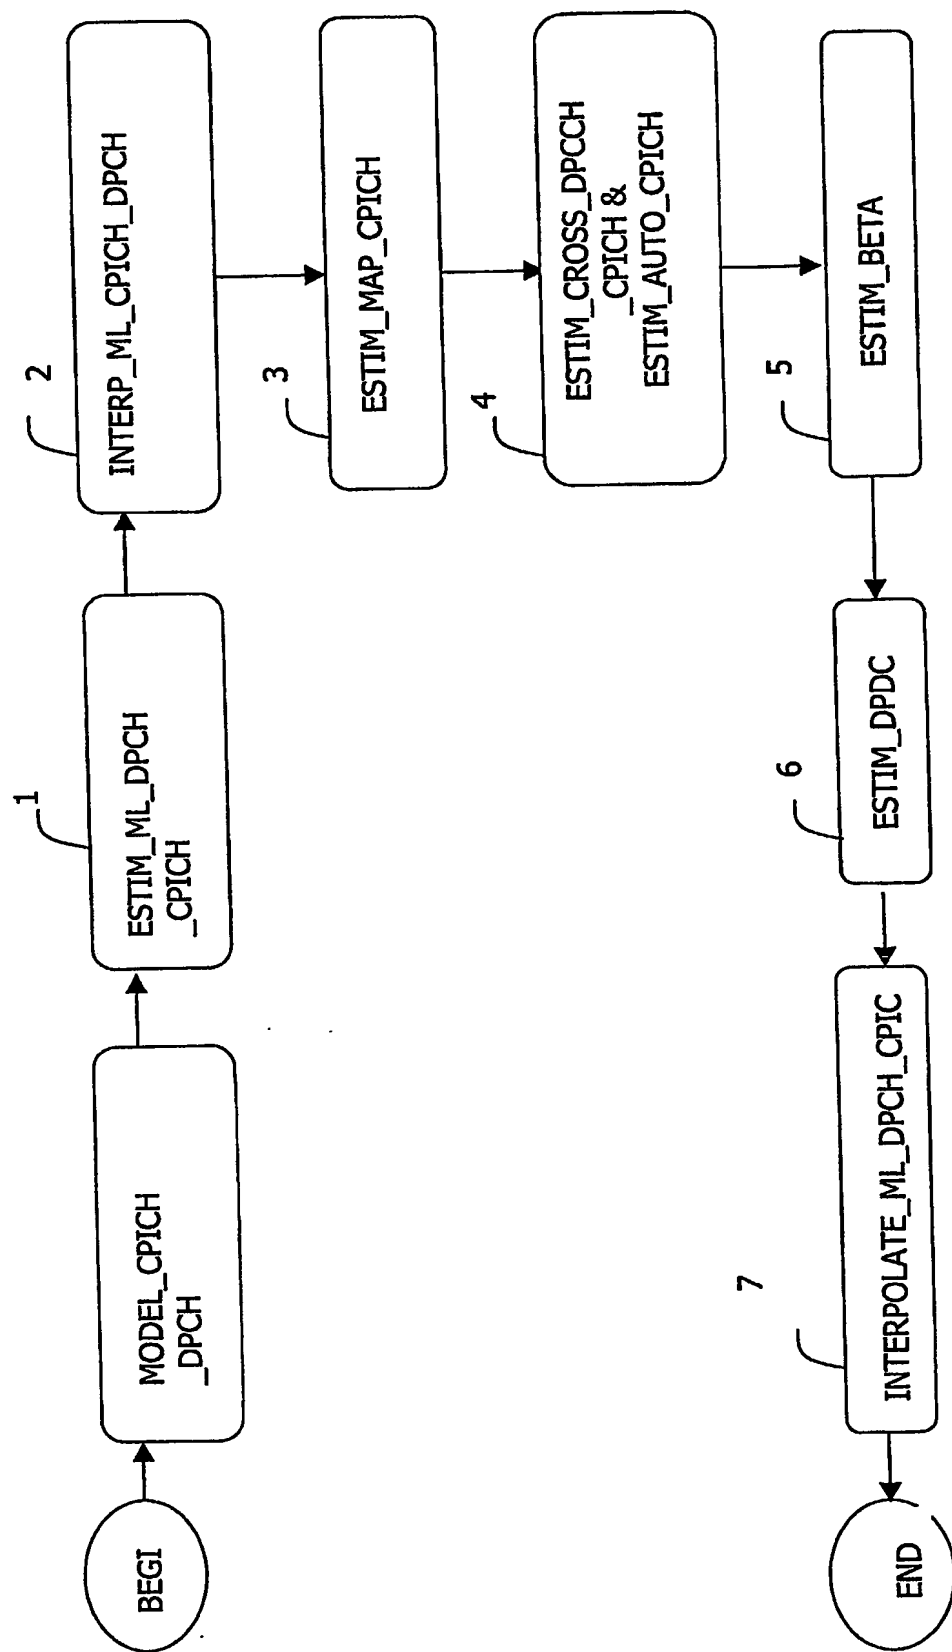 BEGI
MODEL_CPICH
_DPCH
1
ESTIM_ML_DPCH
_CPICH
2
INTERP_ML_CPICH_DPCH
3
ESTIM_MAP_CPICH
4
ESTIM_CROSS_DPCCH
_CPICH &
ESTIM_AUTO_CPICH
5
ESTIM_BETA
6
ESTIM_DPDC
7
INTERPOLATE_ML_DPCH_CPIC
END